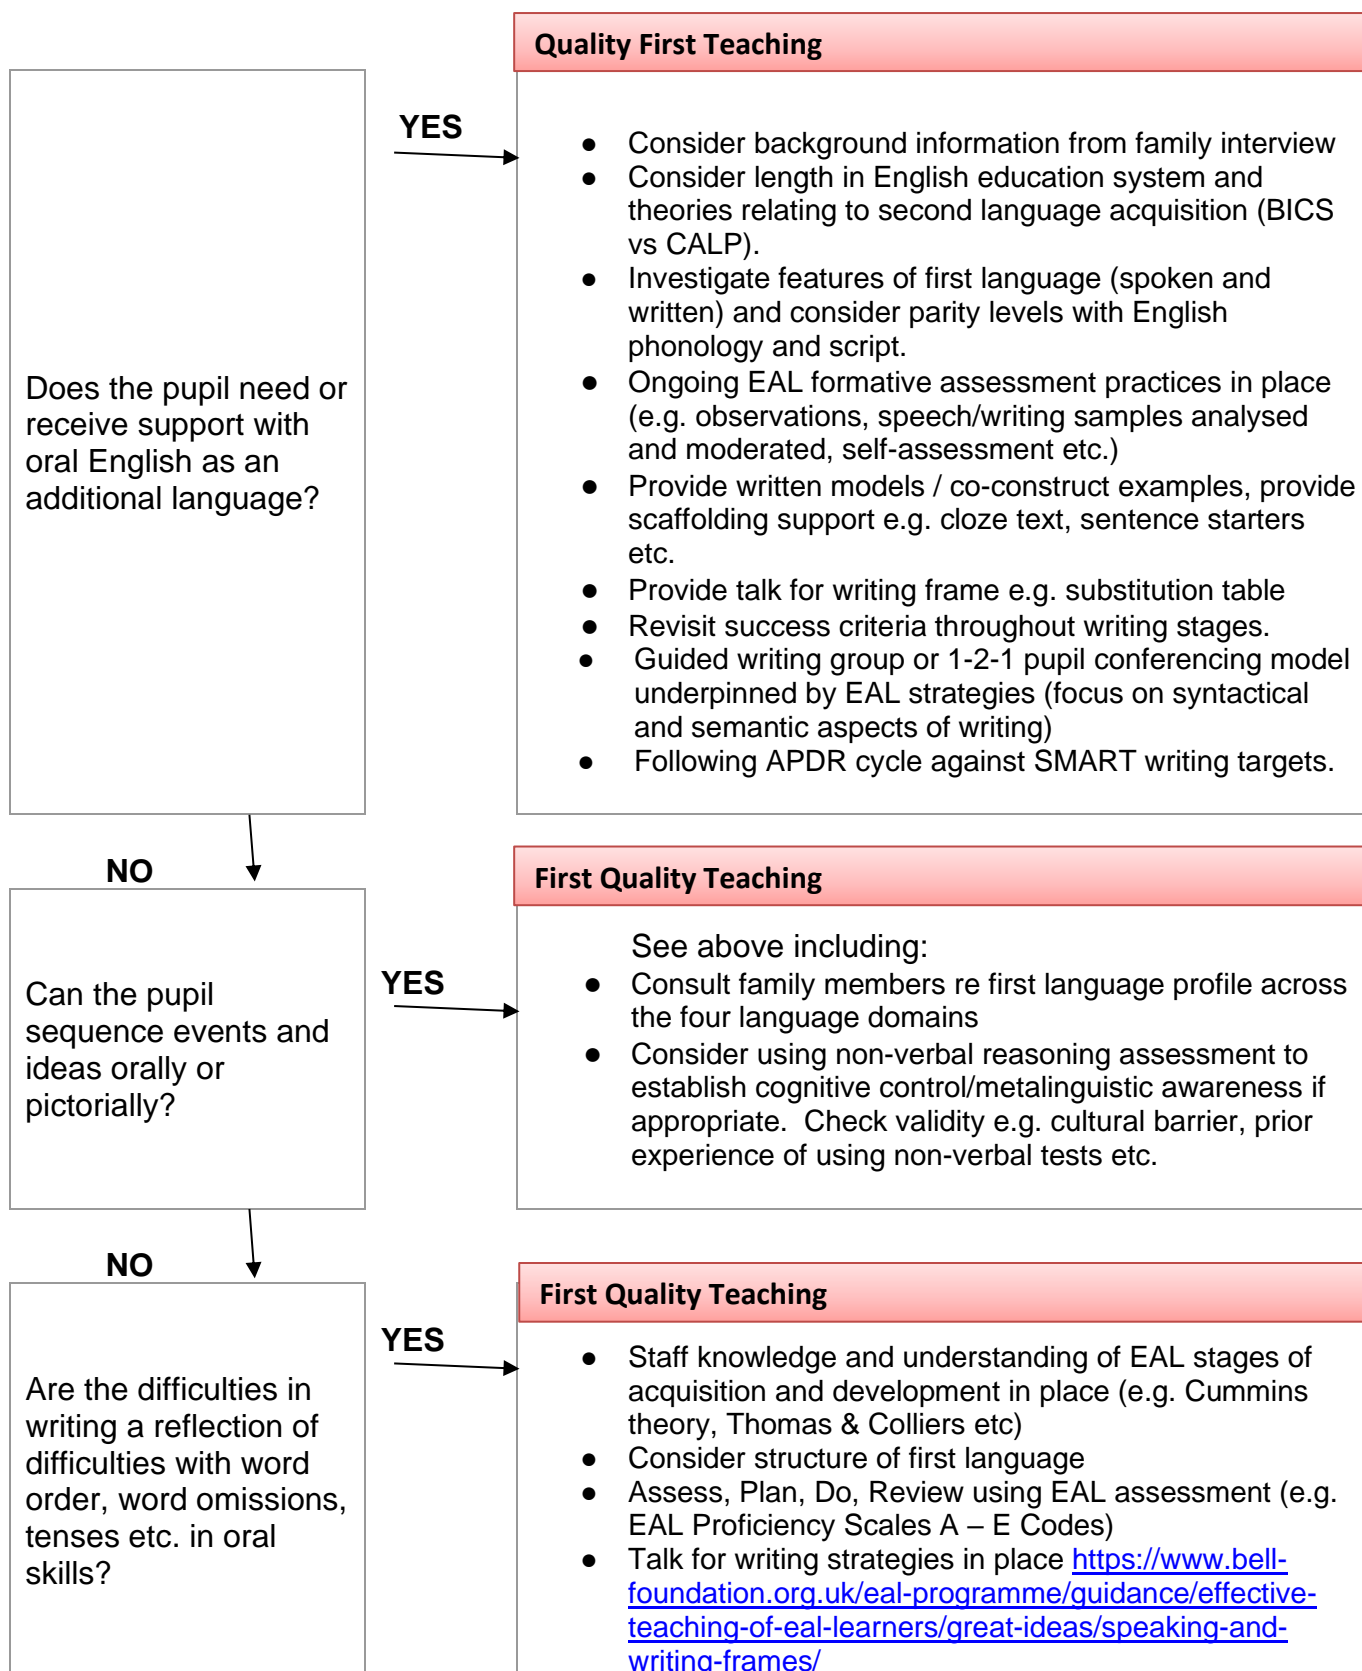 Quality First Teaching
Does the pupil need or
receive support with
oral English as an
additional language?
YES
● Consider background information from family interview
● Consider length in English education system and
theories relating to second language acquisition (BICS
vs CALP).
● Investigate features of first language (spoken and
written) and consider parity levels with English
phonology and script.
● Ongoing EAL formative assessment practices in place
(e.g. observations, speech/writing samples analysed
and moderated, self-assessment etc.)
● Provide written models / co-construct examples, provide
scaffolding support e.g. cloze text, sentence starters
etc.
● Provide talk for writing frame e.g. substitution table
● Revisit success criteria throughout writing stages.
● Guided writing group or 1-2-1 pupil conferencing model
underpinned by EAL strategies (focus on syntactical
and semantic aspects of writing)
● Following APDR cycle against SMART writing targets.
NO
First Quality Teaching
Can the pupil
sequence events and
ideas orally or
pictorially?
YES
See above including:
● Consult family members re first language profile across
the four language domains
● Consider using non-verbal reasoning assessment to
establish cognitive control/metalinguistic awareness if
appropriate.  Check validity e.g. cultural barrier, prior
experience of using non-verbal tests etc.
NO
First Quality Teaching
Are the difficulties in
writing a reflection of
difficulties with word
order, word omissions,
tenses etc. in oral
skills?
YES
● Staff knowledge and understanding of EAL stages of
acquisition and development in place (e.g. Cummins
theory, Thomas & Colliers etc)
● Consider structure of first language
● Assess, Plan, Do, Review using EAL assessment (e.g.
EAL Proficiency Scales A – E Codes)
● Talk for writing strategies in place https://www.bell-
foundation.org.uk/eal-programme/guidance/effective-
teaching-of-eal-learners/great-ideas/speaking-and-
writing-frames/